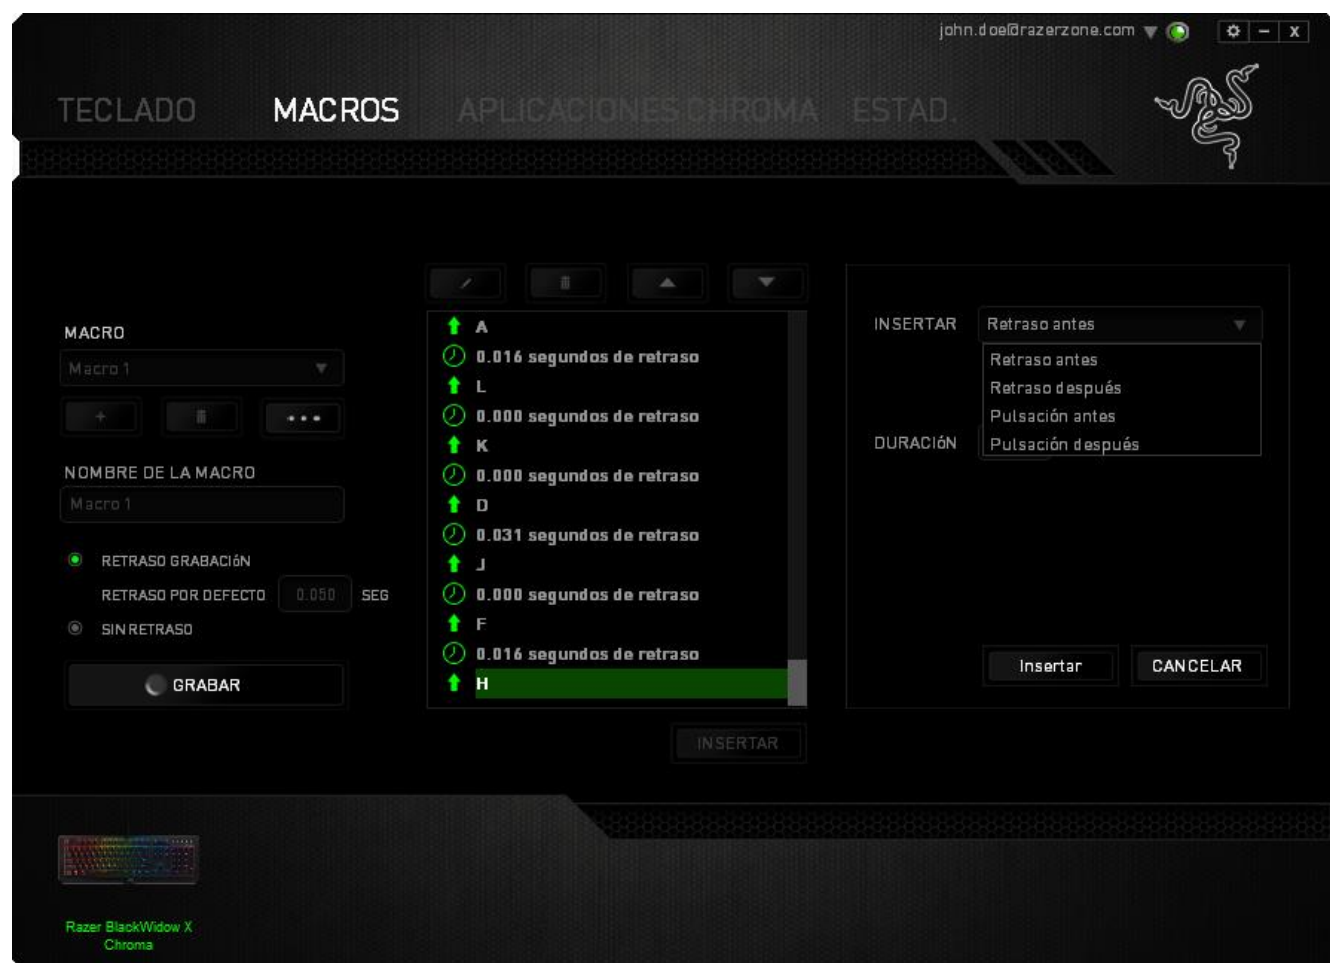 john.doe@razerzone.com
TECLADO MACROS APLICACIONES CHROMA ESTAD.
MACRO
Macro 1
NOMBRE DE LA MACRO
Macro 1
RETRASO GRABACIóN
RETRASO POR DEFECTO 0.050 SEG
SIN RETRASO
GRABAR
A
0.016 segundos de retraso
L
0.000 segundos de retraso
K
0.000 segundos de retraso
D
0.031 segundos de retraso
J
0.000 segundos de retraso
F
0.016 segundos de retraso
H
INSERTAR
INSERTAR Retraso antes
Retraso antes
Retraso después
Pulsación antes
Pulsación después
DURACIóN
Insertar CANCELAR
Razer BlackWidow X
Chroma